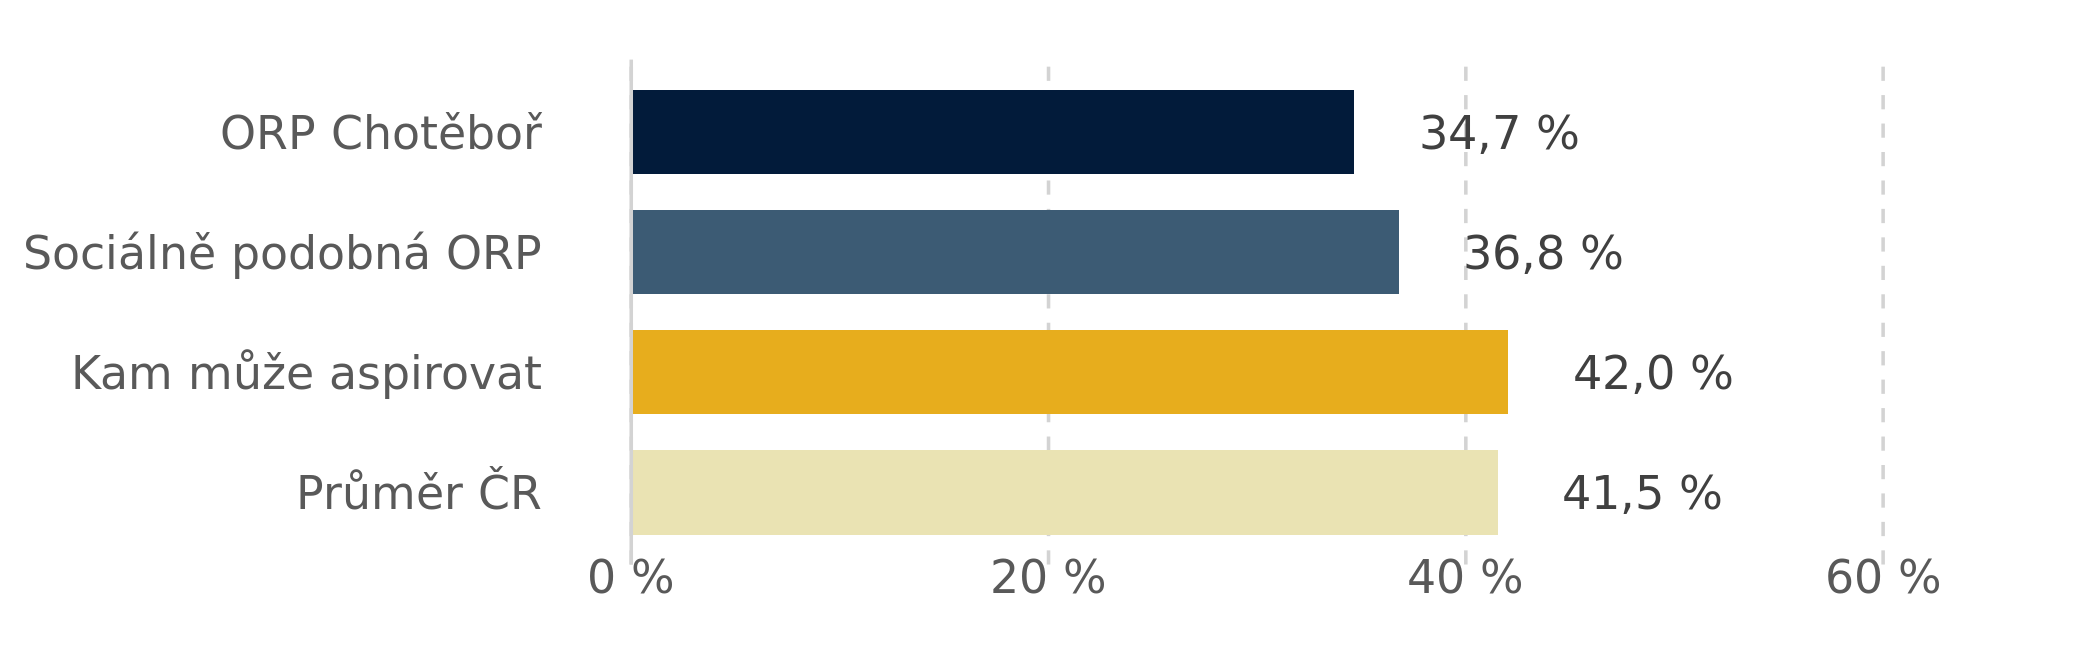 ORP Chotěboř 34,7 %
Sociálně podobná ORP 36,8 %
Kam může aspirovat 42,0 %
Průměr ČR 41,5 %
0 % 20 % 40 % 60 %